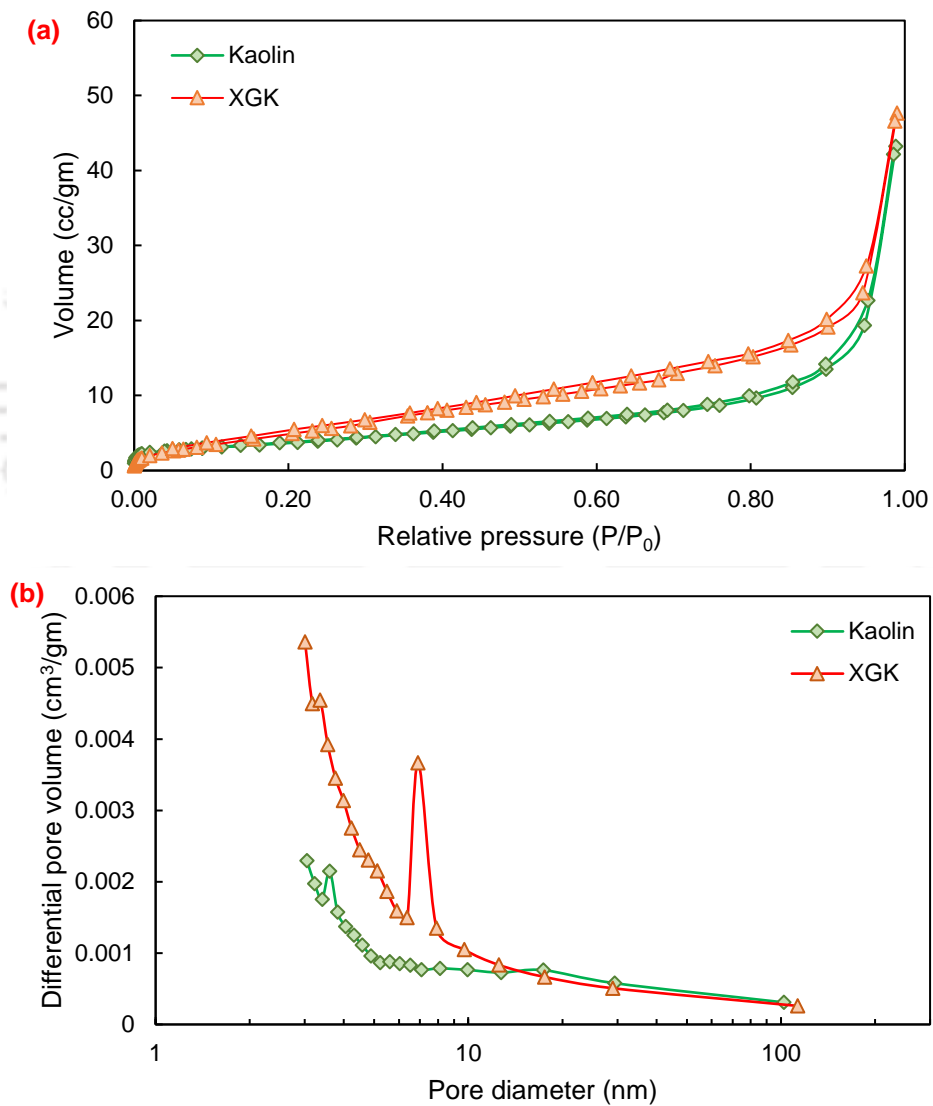 (a)
Kaolin
XGK
Volume (cc/gm)
60
50
40
30
20
10
0
0.00 0.20 0.40 0.60 0.80 1.00
Relative pressure (P/P₀)
(b)
Kaolin
XGK
Differential pore volume (cm³/gm)
0.006
0.005
0.004
0.003
0.002
0.001
0
1 10 100
Pore diameter (nm)